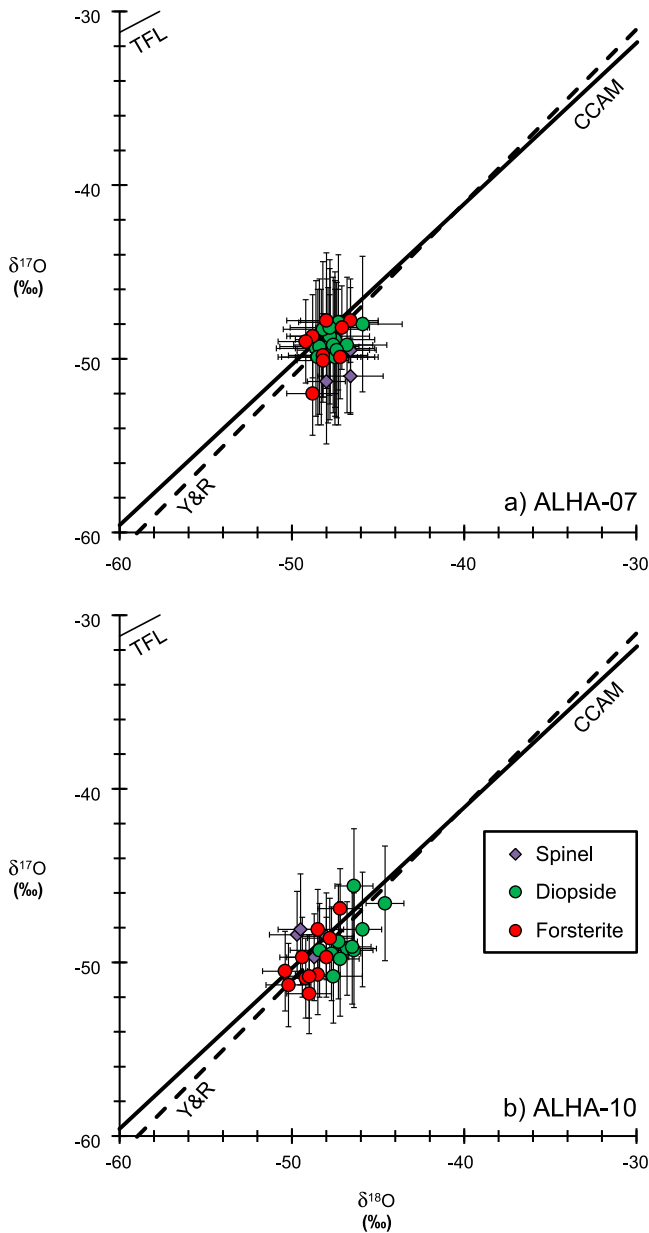 -30
TFL
CCAM
-40
δ17O
(‰)
-50
Y&R
a) ALHA-07
-60
-60
-50
-40
-30
-30
TFL
CCAM
-40
δ17O
(‰)
Spinel
Diopside
Forsterite
-50
Y&R
b) ALHA-10
-60
-60
-50
-40
-30
δ18O
(‰)